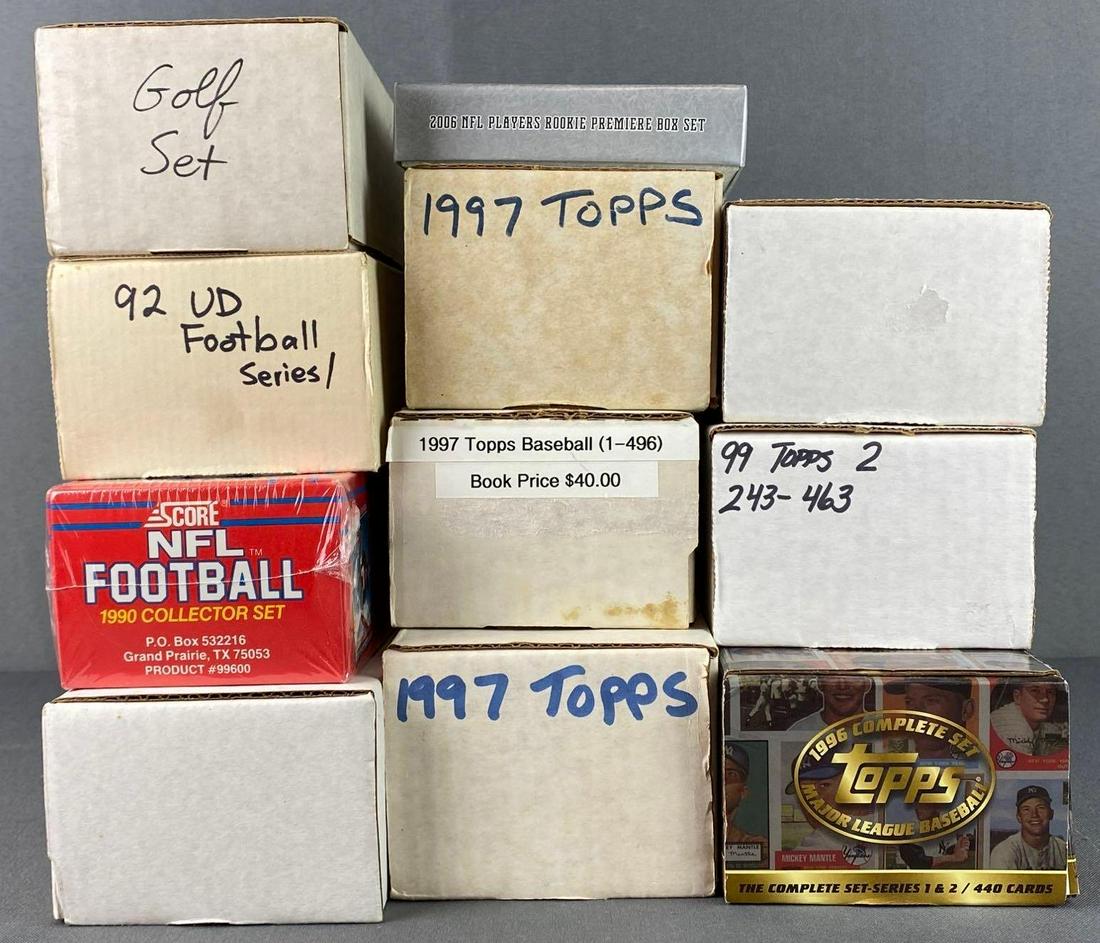 Golf
Set
92 UD
Football
Series 1
SCORE
NFL™
FOOTBALL
1990 COLLECTOR SET
P.O. Box 532216
Grand Prairie, TX 75053
PRODUCT #99600
2006 NFL PLAYERS ROOKIE PREMIERE BOX SET
1997 TOPPS
1997 Topps Baseball (1-496)
Book Price $40.00
1997 TOPPS
99 TOPPS 2
243-463
1996 COMPLETE SET
TOPPS
MAJOR LEAGUE BASEBALL
MICKEY MANTLE
THE COMPLETE SET-SERIES 1 & 2 / 440 CARDS